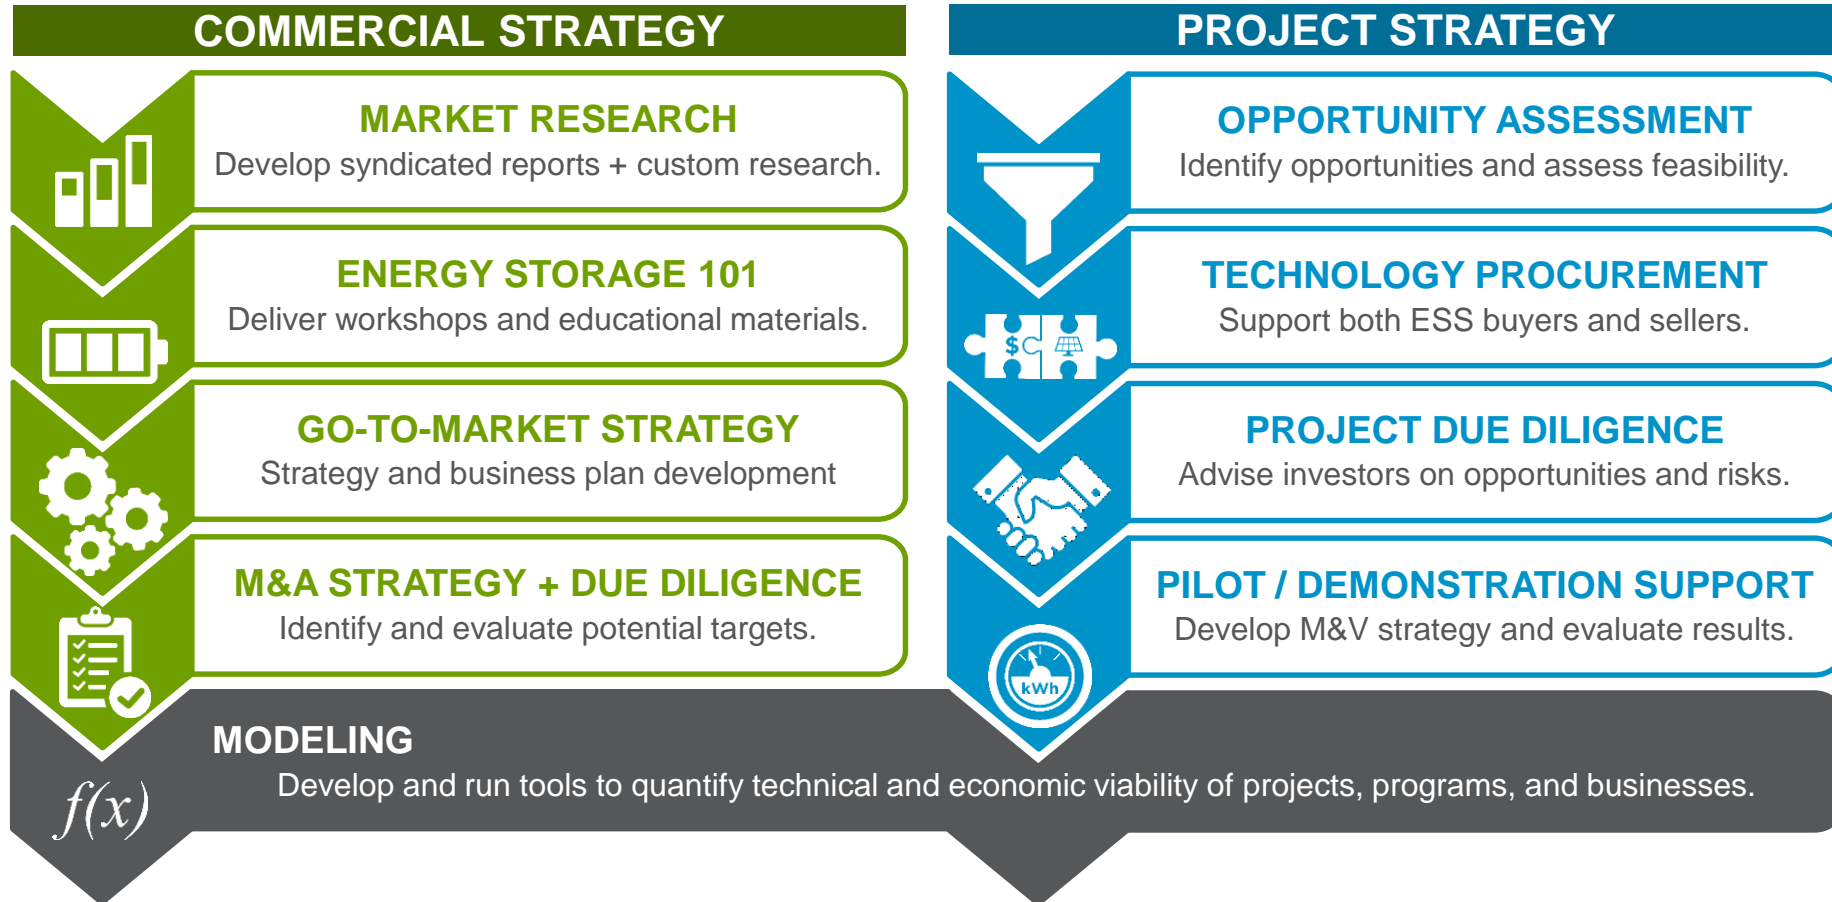 COMMERCIAL STRATEGY
MARKET RESEARCH
Develop syndicated reports + custom research.
ENERGY STORAGE 101
Deliver workshops and educational materials.
GO-TO-MARKET STRATEGY
Strategy and business plan development
M&A STRATEGY + DUE DILIGENCE
Identify and evaluate potential targets.
PROJECT STRATEGY
OPPORTUNITY ASSESSMENT
Identify opportunities and assess feasibility.
TECHNOLOGY PROCUREMENT
Support both ESS buyers and sellers.
$
PROJECT DUE DILIGENCE
Advise investors on opportunities and risks.
PILOT / DEMONSTRATION SUPPORT
Develop M&V strategy and evaluate results.
kWh
MODELING
Develop and run tools to quantify technical and economic viability of projects, programs, and businesses.
f(x)